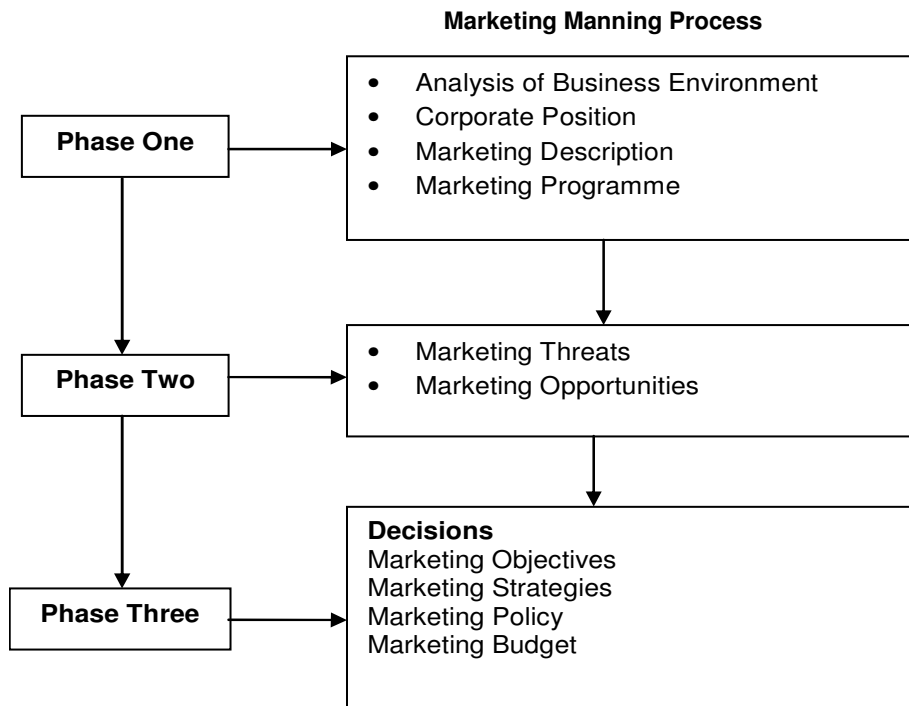 Marketing Manning Process
Phase One
• Analysis of Business Environment
• Corporate Position
• Marketing Description
• Marketing Programme
Phase Two
• Marketing Threats
• Marketing Opportunities
Phase Three
Decisions
Marketing Objectives
Marketing Strategies
Marketing Policy
Marketing Budget